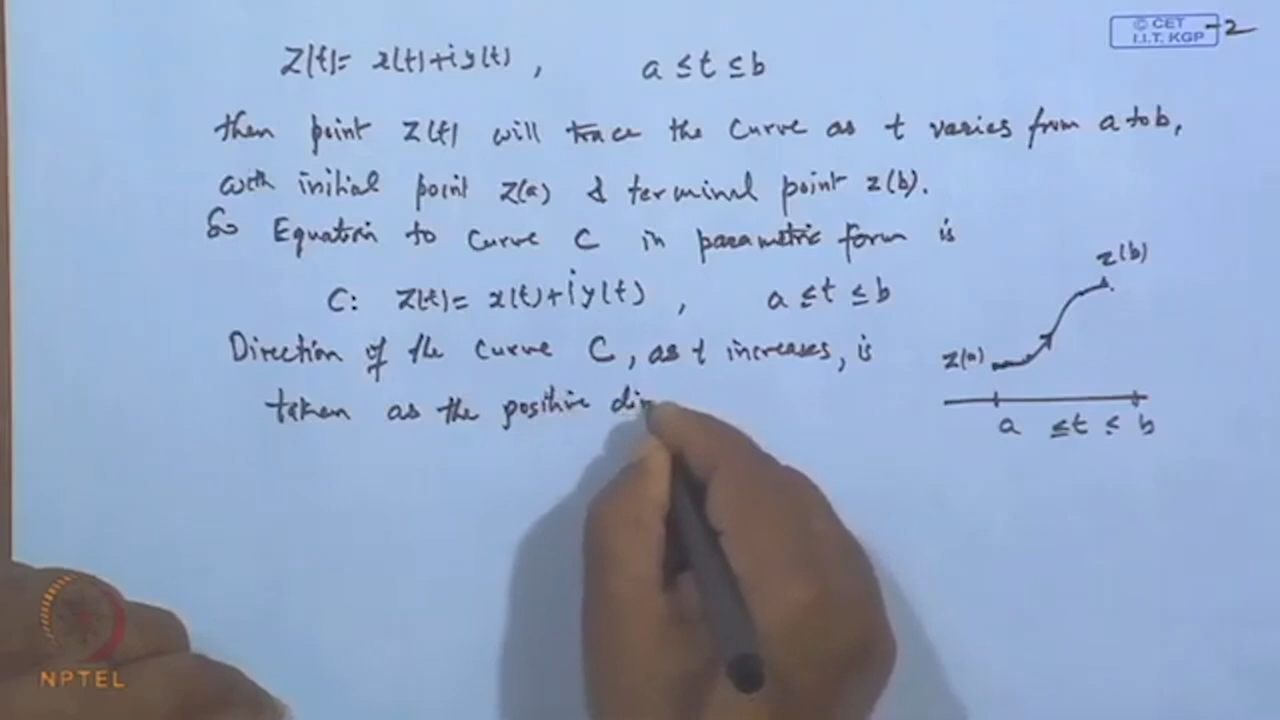 © CET
I.I.T. KGP
-2
Z(t)= x(t)+iy(t) , a ≤ t ≤ b
then point Z(t) will trace the curve as t varies from a to b,
with initial point Z(a) & terminal point z(b).
So Equation to curve C in parametric form is
C: Z(t)= x(t)+iy(t) , a ≤ t ≤ b
z(b)
Direction of the curve C, as t increases, is
z(a)
taken as the positive dir
a ≤ t ≤ b
NPTEL